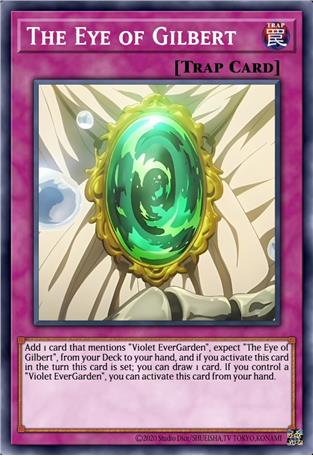 THE EYE OF GILBERT
TRAP
罠
[TRAP CARD]
Add 1 card that mentions "Violet EverGarden", expect "The Eye of
Gilbert", from your Deck to your hand, and if you activate this card
in the turn this card is set; you can draw 1 card. If you control a
"Violet EverGarden", you can activate this card from your hand.
©2020 Studio Dice/SHUEISHA,TV TOKYO,KONAMI